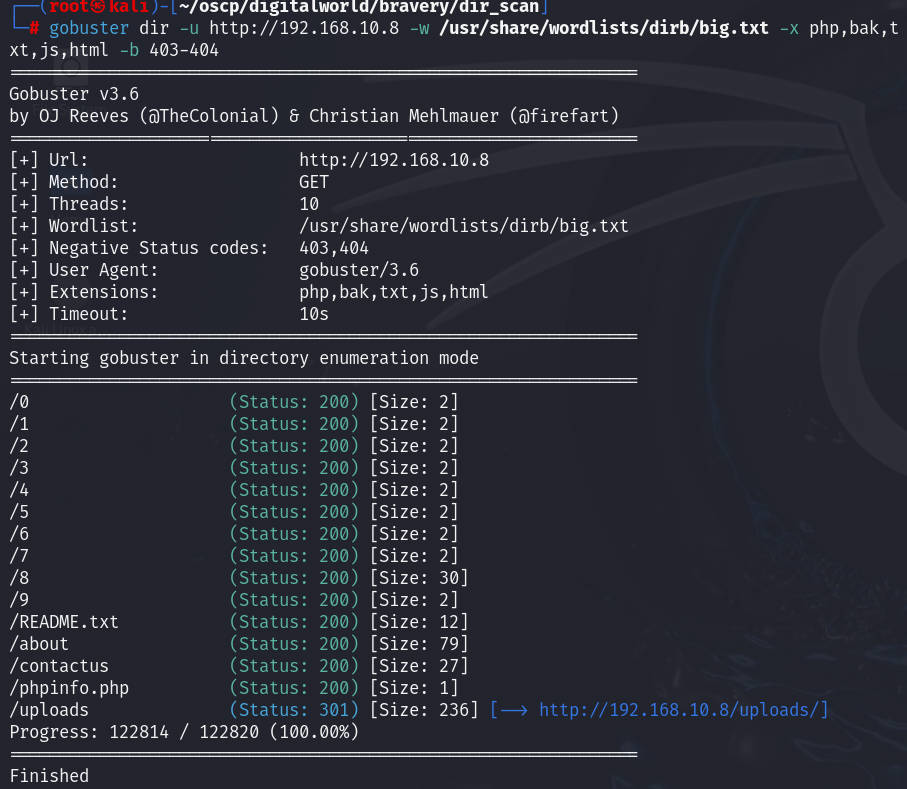 ┌──(root㉿kali)-[~/oscp/digitalworld/bravery/dir_scan]
└─# gobuster dir -u http://192.168.10.8 -w /usr/share/wordlists/dirb/big.txt -x php,bak,t
xt,js,html -b 403-404
===============================================================
Gobuster v3.6
by OJ Reeves (@TheColonial) & Christian Mehlmauer (@firefart)
===============================================================
[+] Url:                     http://192.168.10.8
[+] Method:                  GET
[+] Threads:                 10
[+] Wordlist:                /usr/share/wordlists/dirb/big.txt
[+] Negative Status codes:   403,404
[+] User Agent:              gobuster/3.6
[+] Extensions:              php,bak,txt,js,html
[+] Timeout:                 10s
===============================================================
Starting gobuster in directory enumeration mode
===============================================================
/0                    (Status: 200) [Size: 2]
/1                    (Status: 200) [Size: 2]
/2                    (Status: 200) [Size: 2]
/3                    (Status: 200) [Size: 2]
/4                    (Status: 200) [Size: 2]
/5                    (Status: 200) [Size: 2]
/6                    (Status: 200) [Size: 2]
/7                    (Status: 200) [Size: 2]
/8                    (Status: 200) [Size: 30]
/9                    (Status: 200) [Size: 2]
/README.txt           (Status: 200) [Size: 12]
/about                (Status: 200) [Size: 79]
/contactus            (Status: 200) [Size: 27]
/phpinfo.php          (Status: 200) [Size: 1]
/uploads              (Status: 301) [Size: 236] [--> http://192.168.10.8/uploads/]
Progress: 122814 / 122820 (100.00%)
===============================================================
Finished